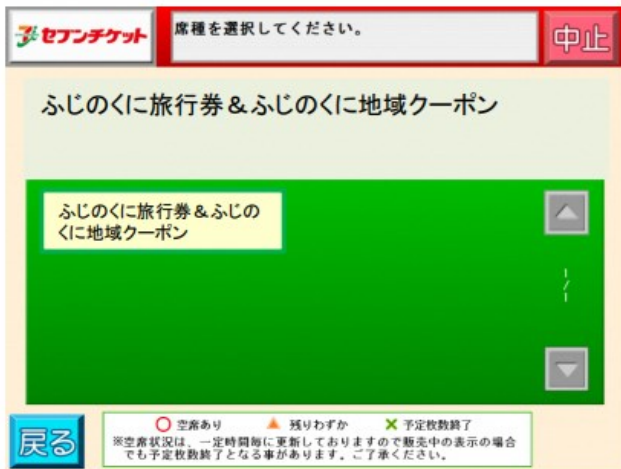 セブンチケット
席種を選択してください。
中止
ふじのくに旅行券&ふじのくに地域クーポン
ふじのくに旅行券&ふじの
くに地域クーポン
1/1
戻る
○ 空席あり ▲ 残りわずか × 予定枚数終了
※空席状況は、一定時間毎に更新しておりますので販売中の表示の場合
でも予定枚数終了となる事があります。ご了承ください。